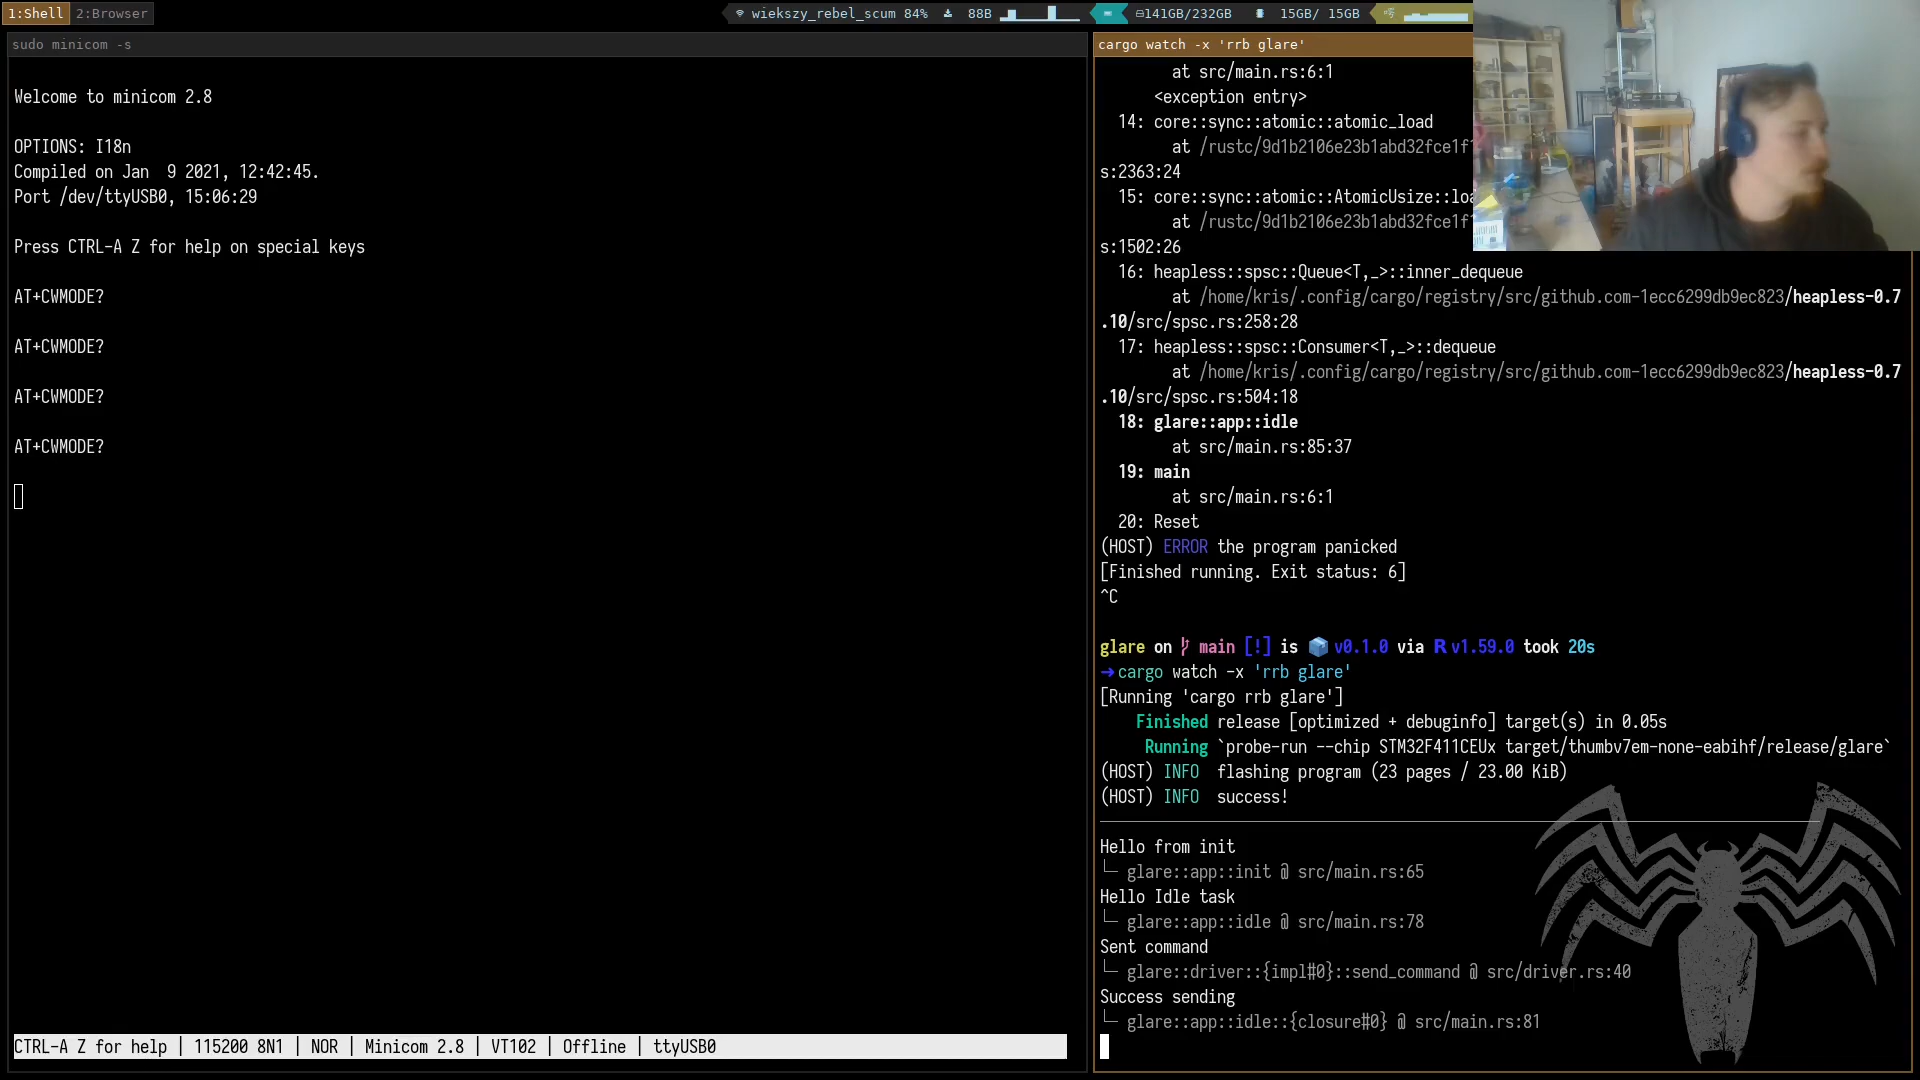 1:Shell 2:Browser
wiekszy_rebel_scum 84% 88B 141GB/232GB 15GB/ 15GB
sudo minicom -s
Welcome to minicom 2.8
OPTIONS: I18n
Compiled on Jan  9 2021, 12:42:45.
Port /dev/ttyUSB0, 15:06:29
Press CTRL-A Z for help on special keys
AT+CWMODE?
AT+CWMODE?
AT+CWMODE?
AT+CWMODE?
CTRL-A Z for help | 115200 8N1 | NOR | Minicom 2.8 | VT102 | Offline | ttyUSB0
cargo watch -x 'rrb glare'
at src/main.rs:6:1
<exception entry>
14: core::sync::atomic::atomic_load
at /rustc/9d1b2106e23b1abd32fce1f
s:2363:24
15: core::sync::atomic::AtomicUsize::loa
at /rustc/9d1b2106e23b1abd32fce1f
s:1502:26
16: heapless::spsc::Queue<T,_>::inner_dequeue
at /home/kris/.config/cargo/registry/src/github.com-1ecc6299db9ec823/heapless-0.7
.10/src/spsc.rs:258:28
17: heapless::spsc::Consumer<T,_>::dequeue
at /home/kris/.config/cargo/registry/src/github.com-1ecc6299db9ec823/heapless-0.7
.10/src/spsc.rs:504:18
18: glare::app::idle
at src/main.rs:85:37
19: main
at src/main.rs:6:1
20: Reset
(HOST) ERROR the program panicked
[Finished running. Exit status: 6]
^C
glare on main [!] is 📦 v0.1.0 via R v1.59.0 took 20s
➜ cargo watch -x 'rrb glare'
[Running 'cargo rrb glare']
Finished release [optimized + debuginfo] target(s) in 0.05s
Running `probe-run --chip STM32F411CEUx target/thumbv7em-none-eabihf/release/glare`
(HOST) INFO  flashing program (23 pages / 23.00 KiB)
(HOST) INFO  success!
Hello from init
└─ glare::app::init @ src/main.rs:65
Hello Idle task
└─ glare::app::idle @ src/main.rs:78
Sent command
└─ glare::driver::{impl#0}::send_command @ src/driver.rs:40
Success sending
└─ glare::app::idle::{closure#0} @ src/main.rs:81